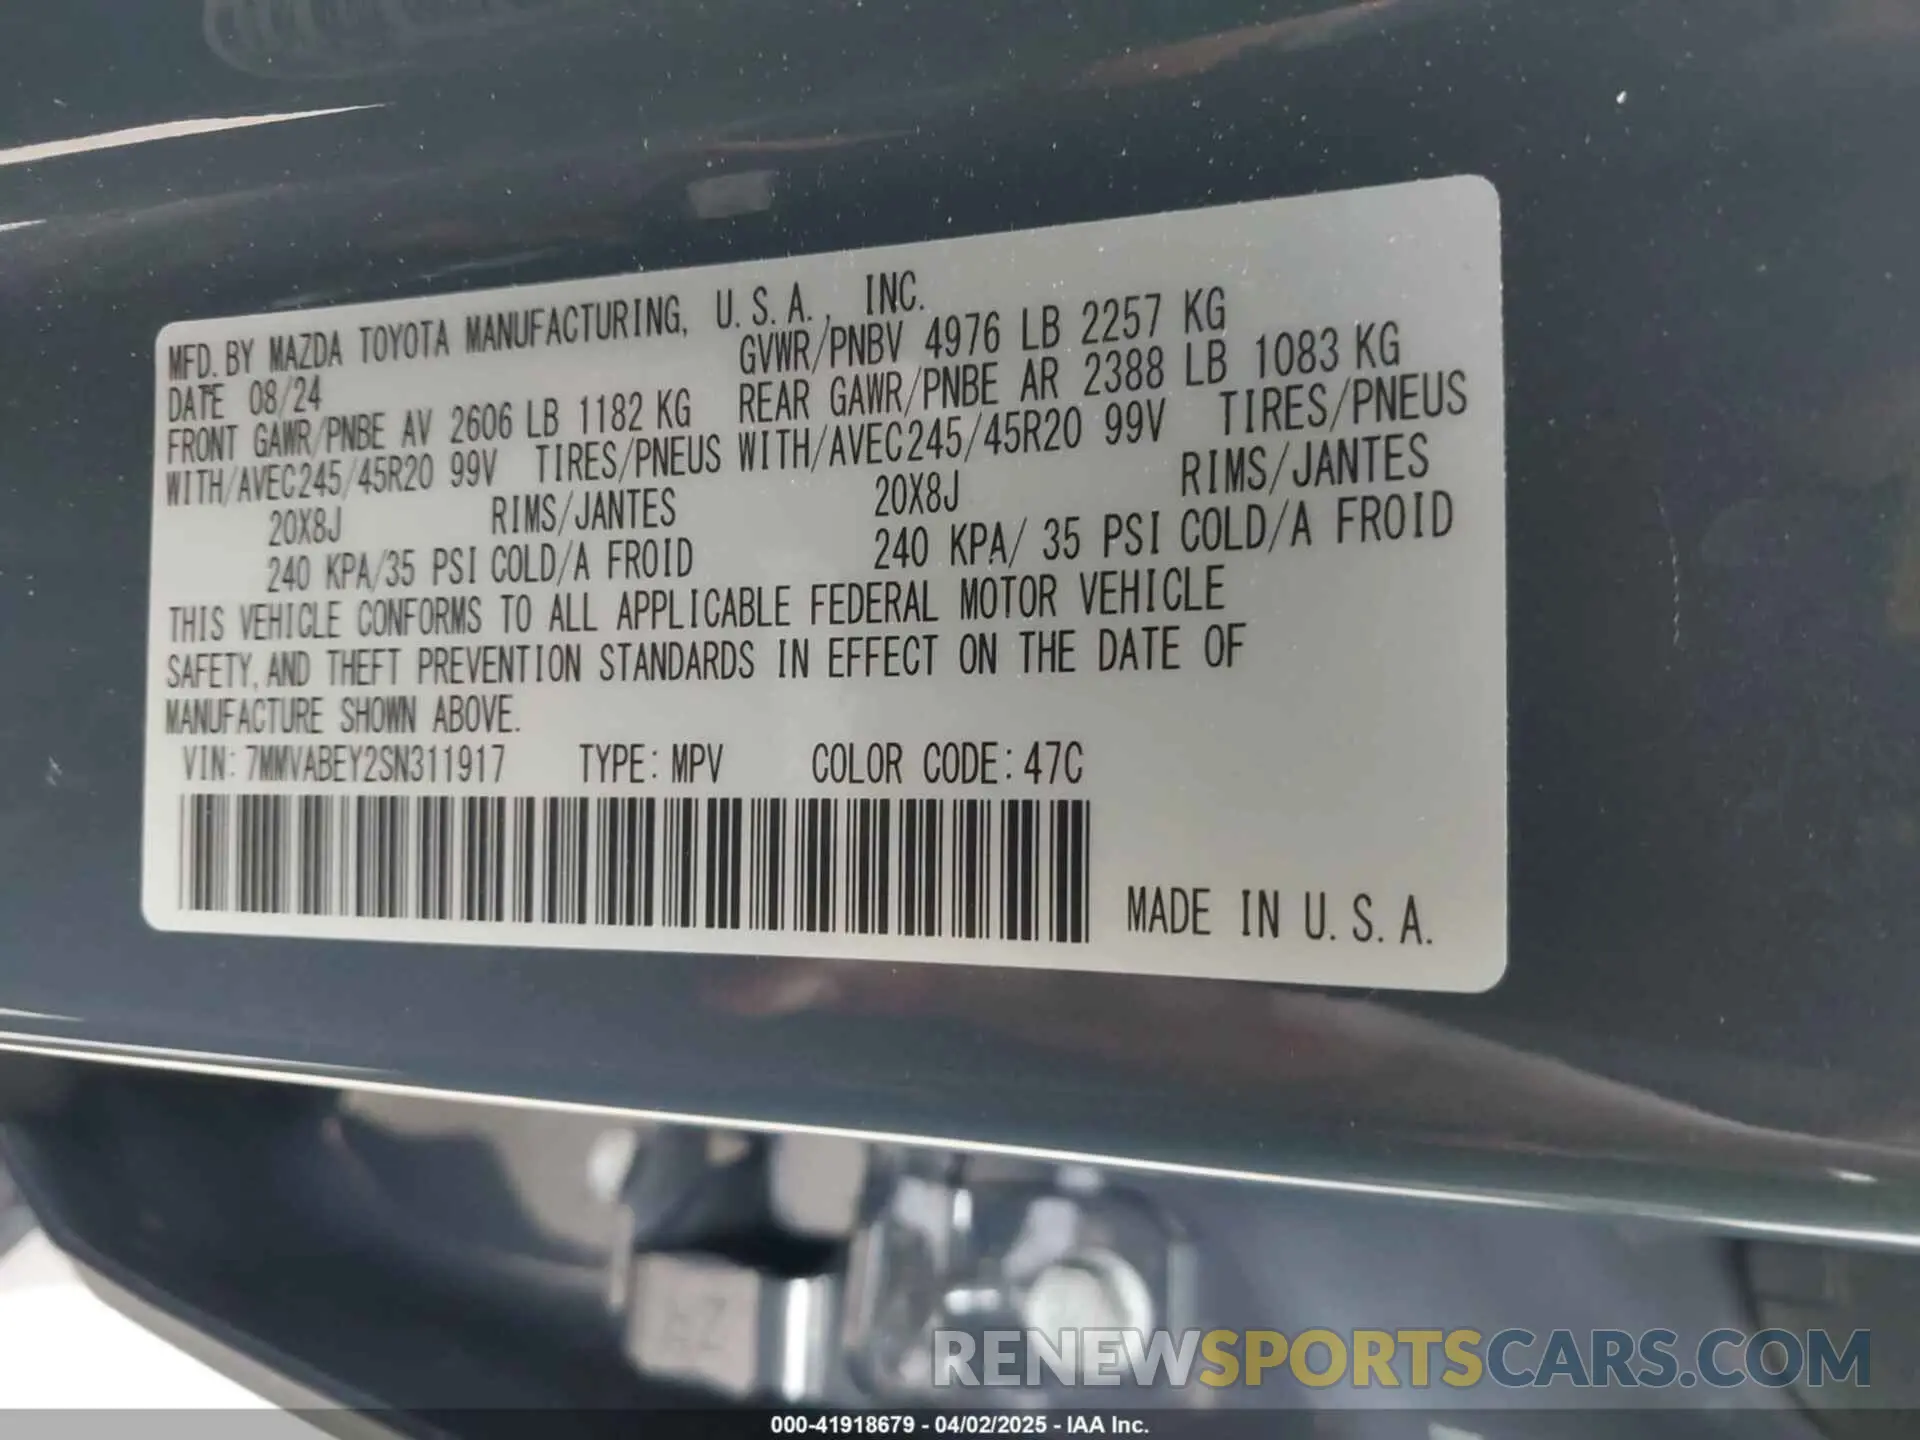 MFD. BY MAZDA TOYOTA MANUFACTURING, U.S.A., INC.
DATE 08/24 GVWR/PNBV 4976 LB 2257 KG
FRONT GAWR/PNBE AV 2606 LB 1182 KG REAR GAWR/PNBE AR 2388 LB 1083 KG
WITH/AVEC245/45R20 99V TIRES/PNEUS WITH/AVEC245/45R20 99V TIRES/PNEUS
20X8J RIMS/JANTES 20X8J RIMS/JANTES
240 KPA/35 PSI COLD/A FROID 240 KPA/ 35 PSI COLD/A FROID
THIS VEHICLE CONFORMS TO ALL APPLICABLE FEDERAL MOTOR VEHICLE
SAFETY, AND THEFT PREVENTION STANDARDS IN EFFECT ON THE DATE OF
MANUFACTURE SHOWN ABOVE.
VIN: 7MMVABEY2SN311917 TYPE: MPV COLOR CODE: 47C
MADE IN U.S.A.
RENEWSPORTSCARS.COM
000-41918679 - 04/02/2025 - IAA Inc.